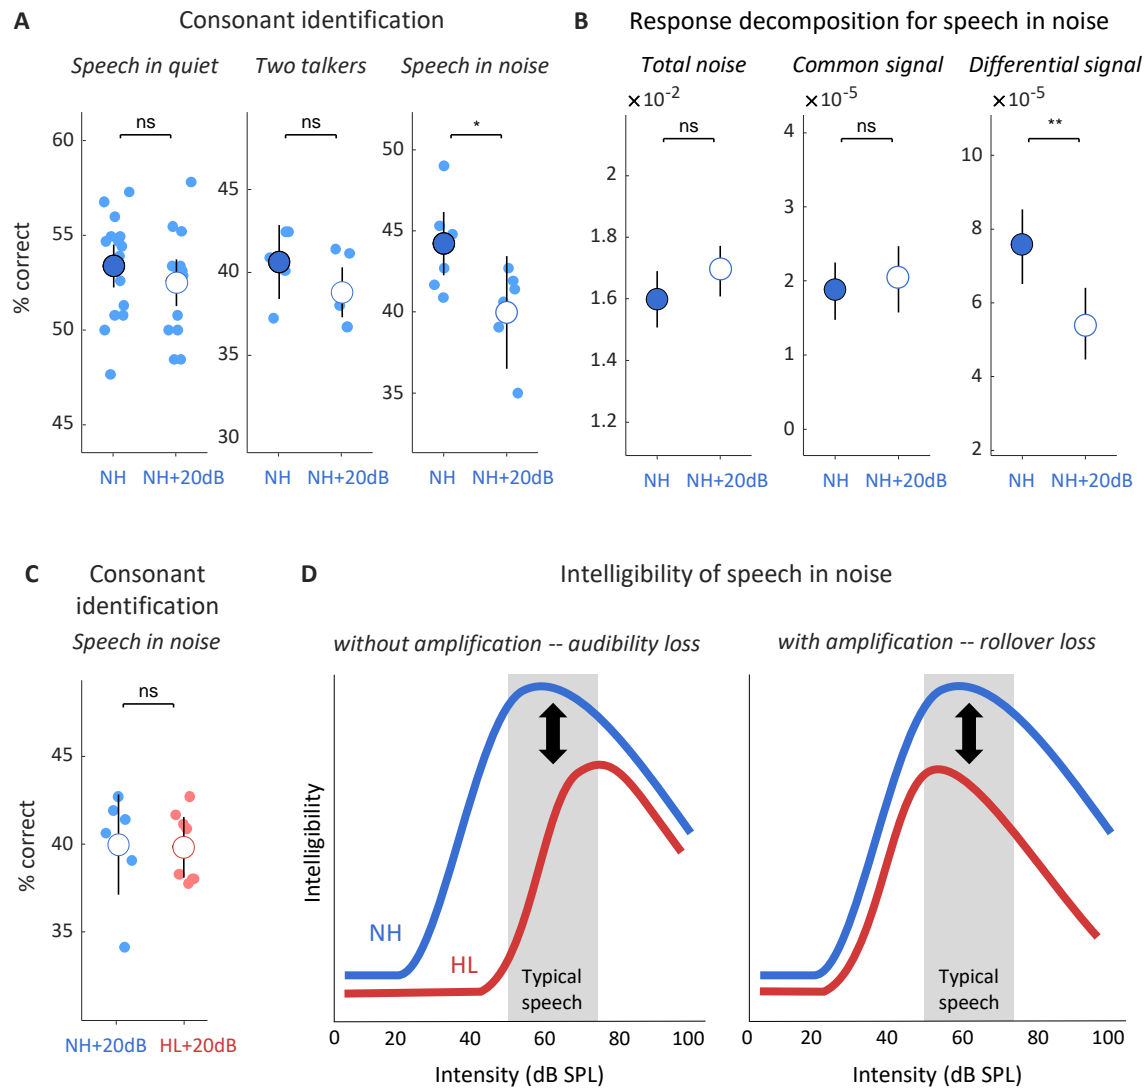 A
Consonant identification
Speech in quiet
Two talkers
Speech in noise
ns
ns
*
% correct
60
55
50
45
45
40
35
30
50
45
40
35
NH
NH+20dB
NH
NH+20dB
NH
NH+20dB
B
Response decomposition for speech in noise
Total noise
Common signal
Differential signal
×10-2
×10-5
×10-5
ns
ns
**
2
1.8
1.6
1.4
1.2
4
3
2
1
0
10
8
6
4
2
NH
NH+20dB
NH
NH+20dB
NH
NH+20dB
C
Consonant
identification
Speech in noise
ns
% correct
45
40
35
NH+20dB
HL+20dB
D
Intelligibility of speech in noise
without amplification -- audibility loss
with amplification -- rollover loss
Intelligibility
NH
HL
Typical
speech
Typical
speech
0
20
40
60
80
100
0
20
40
60
80
100
Intensity (dB SPL)
Intensity (dB SPL)